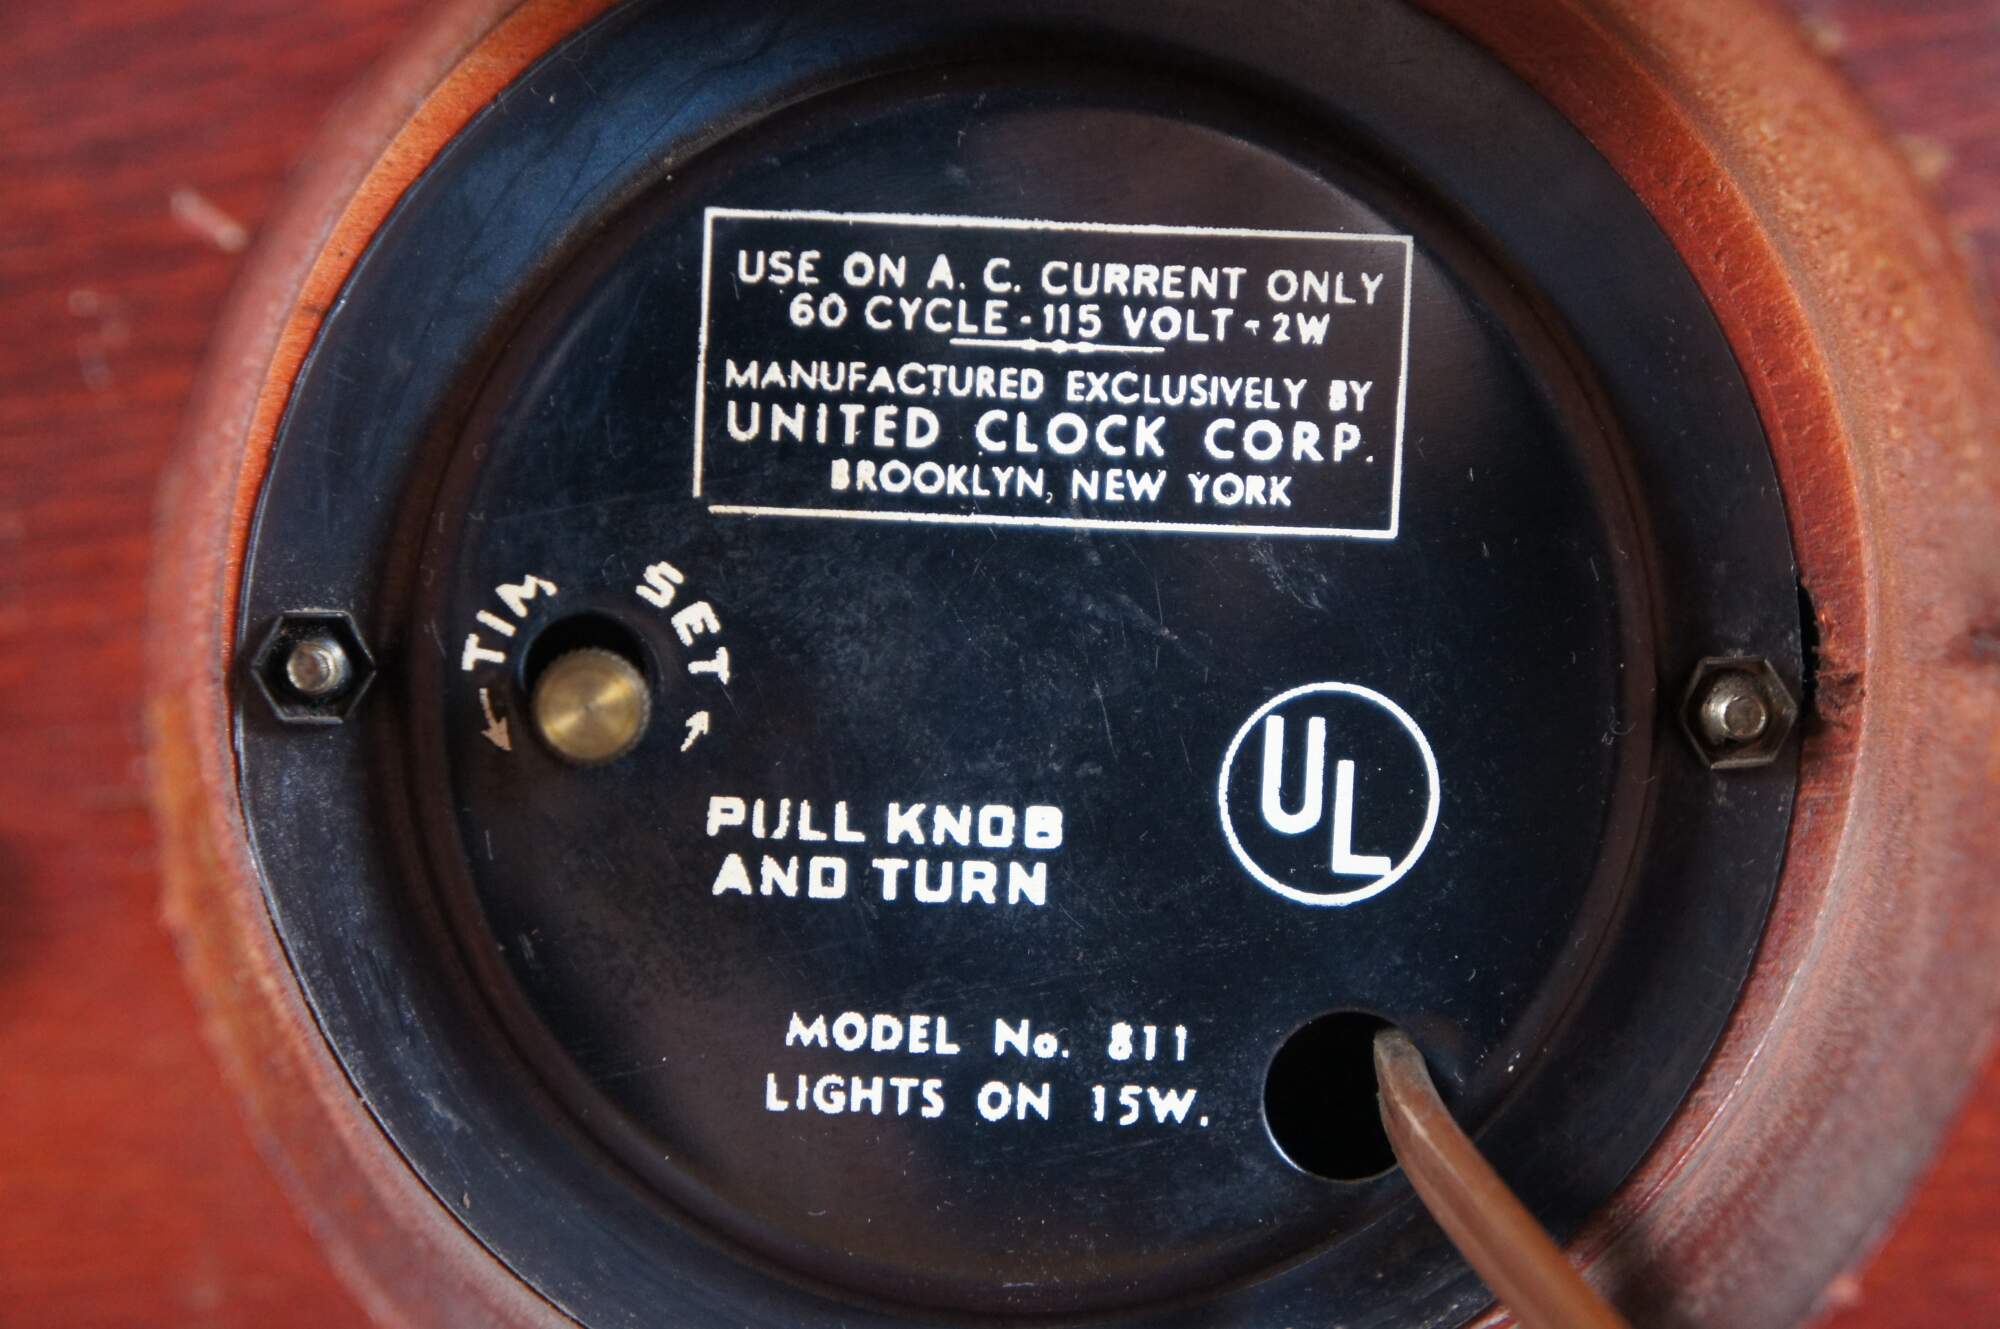 USE ON A. C. CURRENT ONLY
60 CYCLE - 115 VOLT - 2W
MANUFACTURED EXCLUSIVELY BY
UNITED CLOCK CORP.
BROOKLYN, NEW YORK
TIM SET
UL
PULL KNOB
AND TURN
MODEL No. 811
LIGHTS ON 15W.